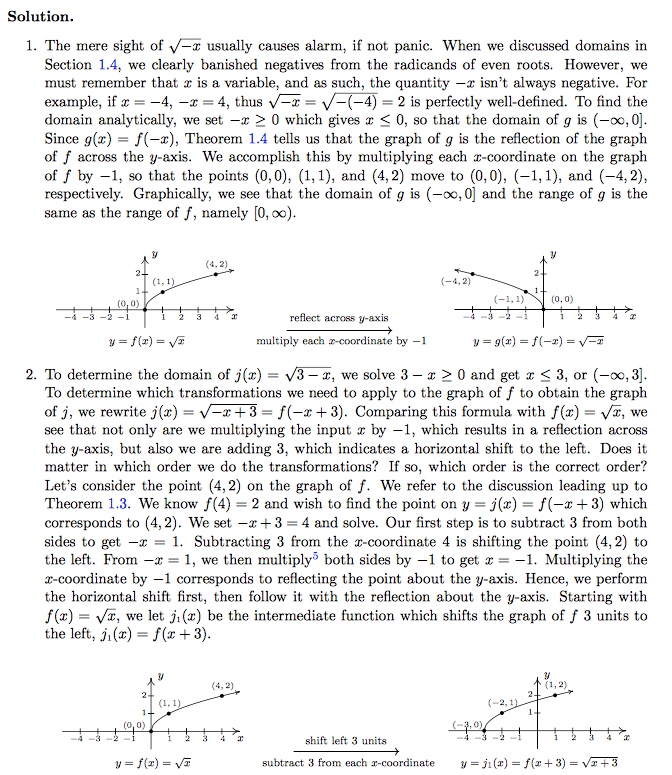 Solution.
1. The mere sight of √−x usually causes alarm, if not panic. When we discussed domains in
Section 1.4, we clearly banished negatives from the radicands of even roots. However, we
must remember that x is a variable, and as such, the quantity −x isn't always negative. For
example, if x = −4, −x = 4, thus √−x = √−(−4) = 2 is perfectly well-defined. To find the
domain analytically, we set −x ≥ 0 which gives x ≤ 0, so that the domain of g is (−∞, 0].
Since g(x) = f(−x), Theorem 1.4 tells us that the graph of g is the reflection of the graph
of f across the y-axis. We accomplish this by multiplying each x-coordinate on the graph
of f by −1, so that the points (0, 0), (1, 1), and (4, 2) move to (0, 0), (−1, 1), and (−4, 2),
respectively. Graphically, we see that the domain of g is (−∞, 0] and the range of g is the
same as the range of f, namely [0, ∞).
y
(4, 2)
2
(1, 1)
1
(0, 0)
−4 −3 −2 −1 1 2 3 4 x
y = f(x) = √x
reflect across y-axis
multiply each x-coordinate by −1
y
(−4, 2)
2
(−1, 1)
1
(0, 0)
−4 −3 −2 −1 1 2 3 4 x
y = g(x) = f(−x) = √−x
2. To determine the domain of j(x) = √3 − x, we solve 3 − x ≥ 0 and get x ≤ 3, or (−∞, 3].
To determine which transformations we need to apply to the graph of f to obtain the graph
of j, we rewrite j(x) = √−x + 3 = f(−x + 3). Comparing this formula with f(x) = √x, we
see that not only are we multiplying the input x by −1, which results in a reflection across
the y-axis, but also we are adding 3, which indicates a horizontal shift to the left. Does it
matter in which order we do the transformations? If so, which order is the correct order?
Let's consider the point (4, 2) on the graph of f. We refer to the discussion leading up to
Theorem 1.3. We know f(4) = 2 and wish to find the point on y = j(x) = f(−x + 3) which
corresponds to (4, 2). We set −x + 3 = 4 and solve. Our first step is to subtract 3 from both
sides to get −x = 1. Subtracting 3 from the x-coordinate 4 is shifting the point (4, 2) to
the left. From −x = 1, we then multiply⁵ both sides by −1 to get x = −1. Multiplying the
x-coordinate by −1 corresponds to reflecting the point about the y-axis. Hence, we perform
the horizontal shift first, then follow it with the reflection about the y-axis. Starting with
f(x) = √x, we let j₁(x) be the intermediate function which shifts the graph of f 3 units to
the left, j₁(x) = f(x + 3).
y
(4, 2)
2
(1, 1)
1
(0, 0)
−4 −3 −2 −1 1 2 3 4 x
y = f(x) = √x
shift left 3 units
subtract 3 from each x-coordinate
y
(1, 2)
2
(−2, 1)
1
(−3, 0)
−4 −3 −2 −1 1 2 3 4 x
y = j₁(x) = f(x + 3) = √x + 3